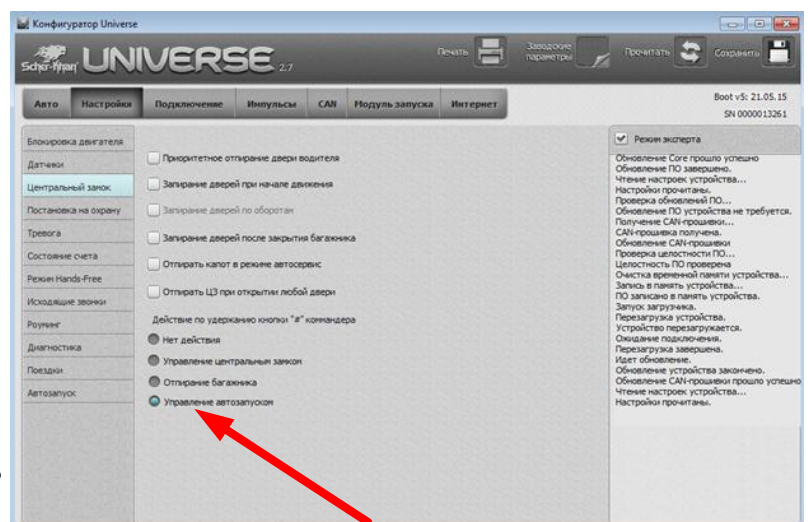 Конфигуратор Universe
Scher-Khan UNIVERSE 2.7
Печать
Заводские параметры
Прочитать
Сохранить
Авто Настройки Подключение Импульсы CAN Модуль запуска Интернет
Boot v5: 21.05.15
SN 0000013261
Блокировка двигателя
Датчики
Центральный замок
Постановка на охрану
Тревога
Состояние счета
Режим Hands-Free
Исходящие звонки
Роуминг
Диагностика
Поездки
Автозапуск
Приоритетное отпирание двери водителя
Запирание дверей при начале движения
Запирание дверей по оборотам
Запирание дверей после закрытия багажника
Отпирать капот в режиме автосервис
Отпирать ЦЗ при открытии любой двери
Действие по удержанию кнопки "#" коммандера
Нет действия
Управление центральным замком
Отпирание багажника
Управление автозапуском
Режим эксперта
Обновление Core прошло успешно
Обновление ПО завершено.
Чтение настроек устройства...
Настройки прочитаны.
Проверка обновлений ПО...
Обновление ПО устройства не требуется.
Получение CAN-прошивки...
CAN-прошивка получена.
Обновление CAN-прошивки
Проверка целостности ПО...
Целостность ПО проверена
Очистка временной памяти устройства...
Запись в память устройства...
ПО записано в память устройства.
Запуск загрузчика.
Перезагрузка устройства.
Устройство перезагружается.
Ожидание подключения.
Перезагрузка завершена.
Идет обновление.
Обновление устройства закончено.
Обновление CAN-прошивки прошло успешно
Чтение настроек устройства...
Настройки прочитаны.